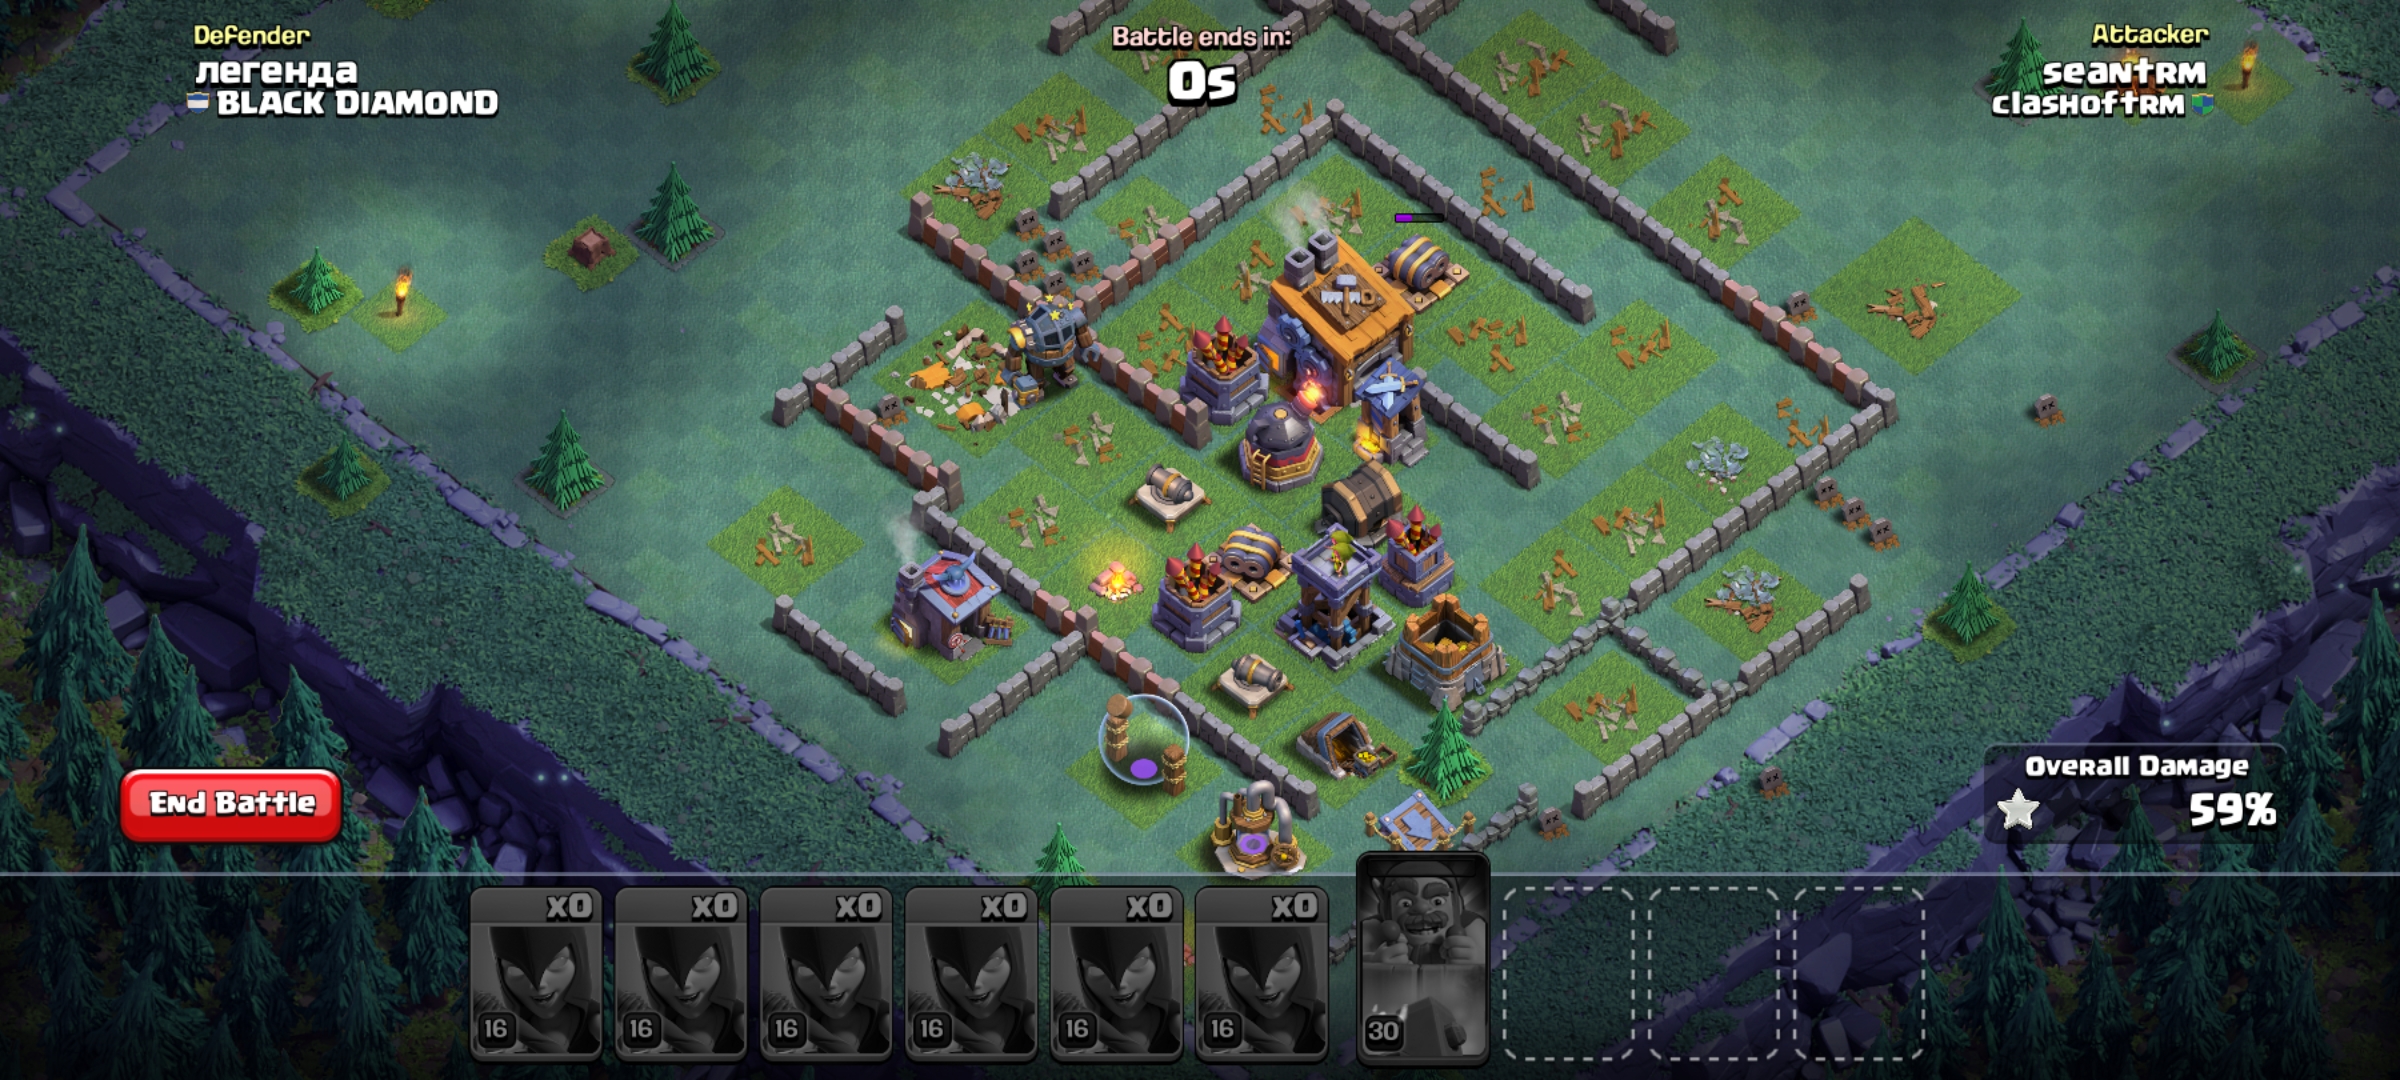 Defender
легенда
BLACK DIAMOND
Battle ends in:
0s
Attacker
seantRM
clashoftRM
End Battle
Overall Damage
59%
x0
x0
x0
x0
x0
x0
16
16
16
16
16
16
30